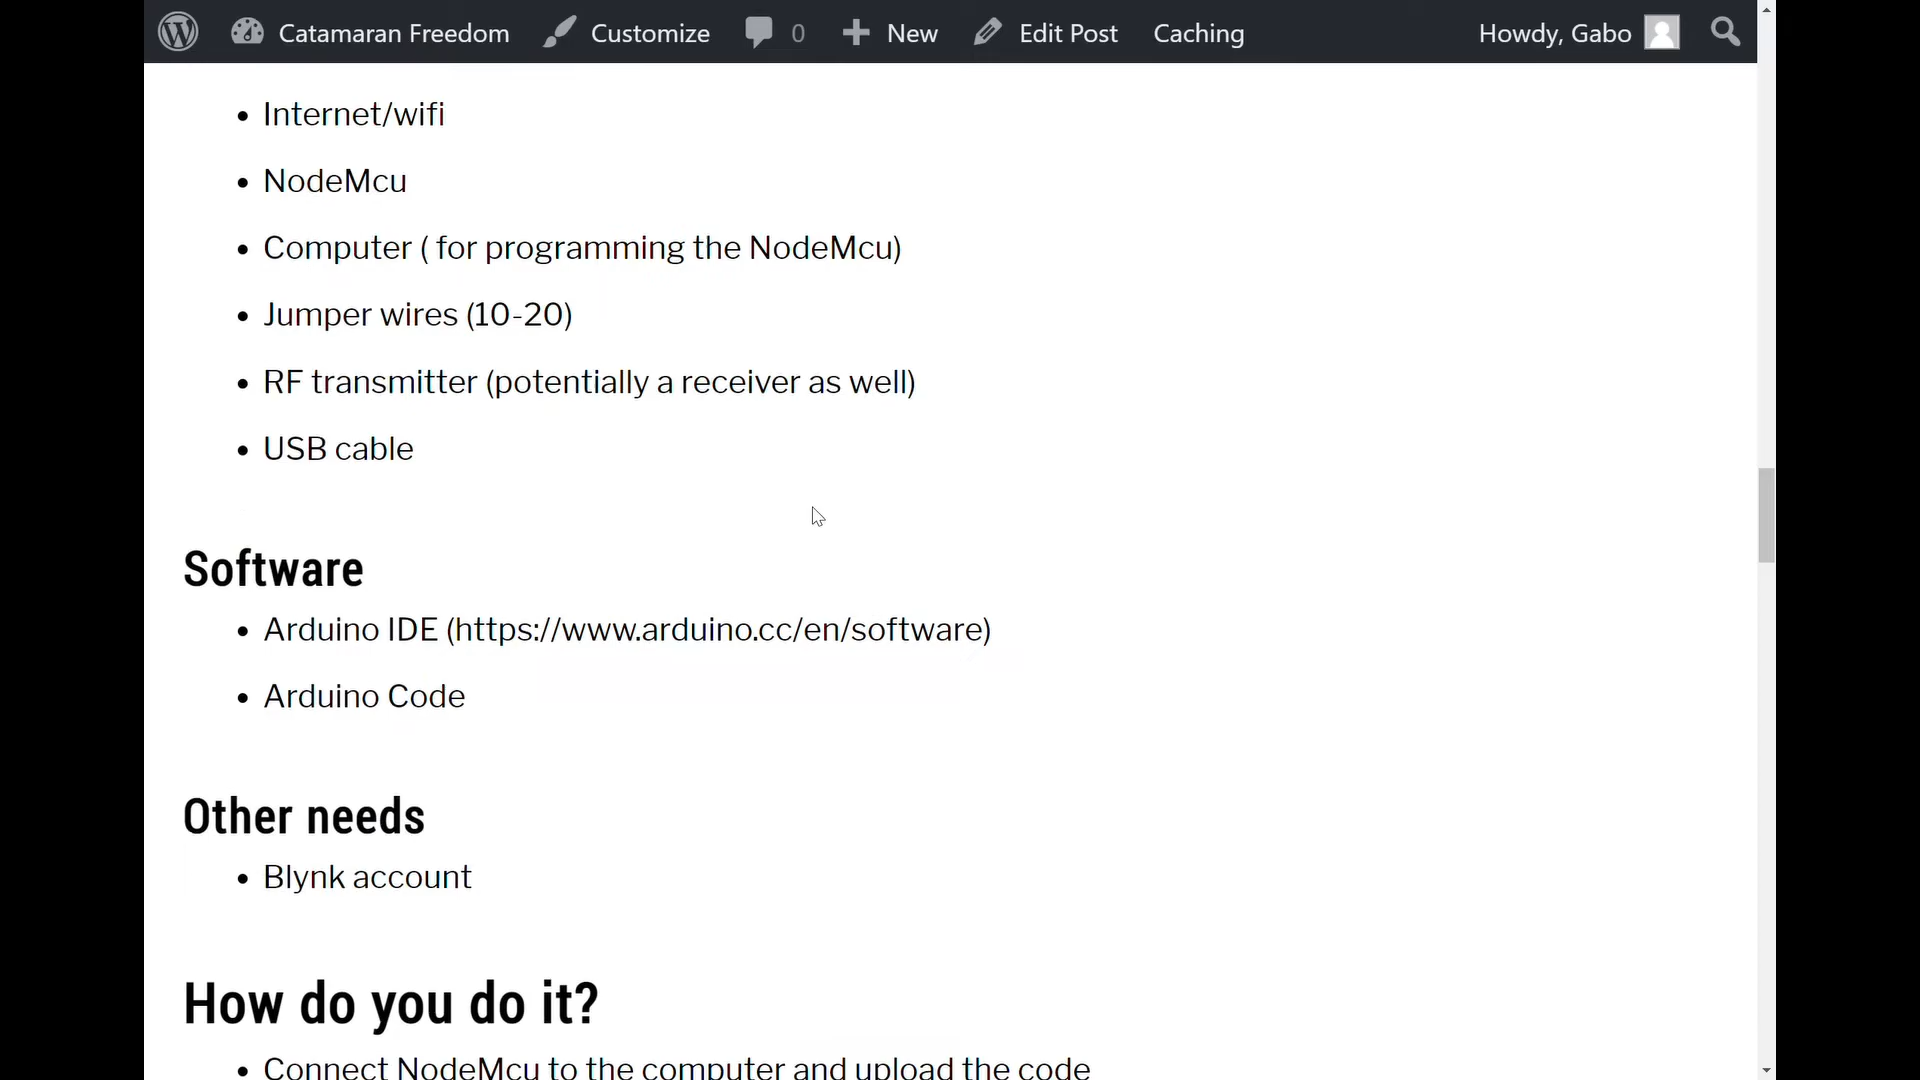 Catamaran Freedom Customize 0 New Edit Post Caching Howdy, Gabo
• Internet/wifi
• NodeMcu
• Computer ( for programming the NodeMcu)
• Jumper wires (10-20)
• RF transmitter (potentially a receiver as well)
• USB cable
Software
• Arduino IDE (https://www.arduino.cc/en/software)
• Arduino Code
Other needs
• Blynk account
How do you do it?
• Connect NodeMcu to the computer and upload the code